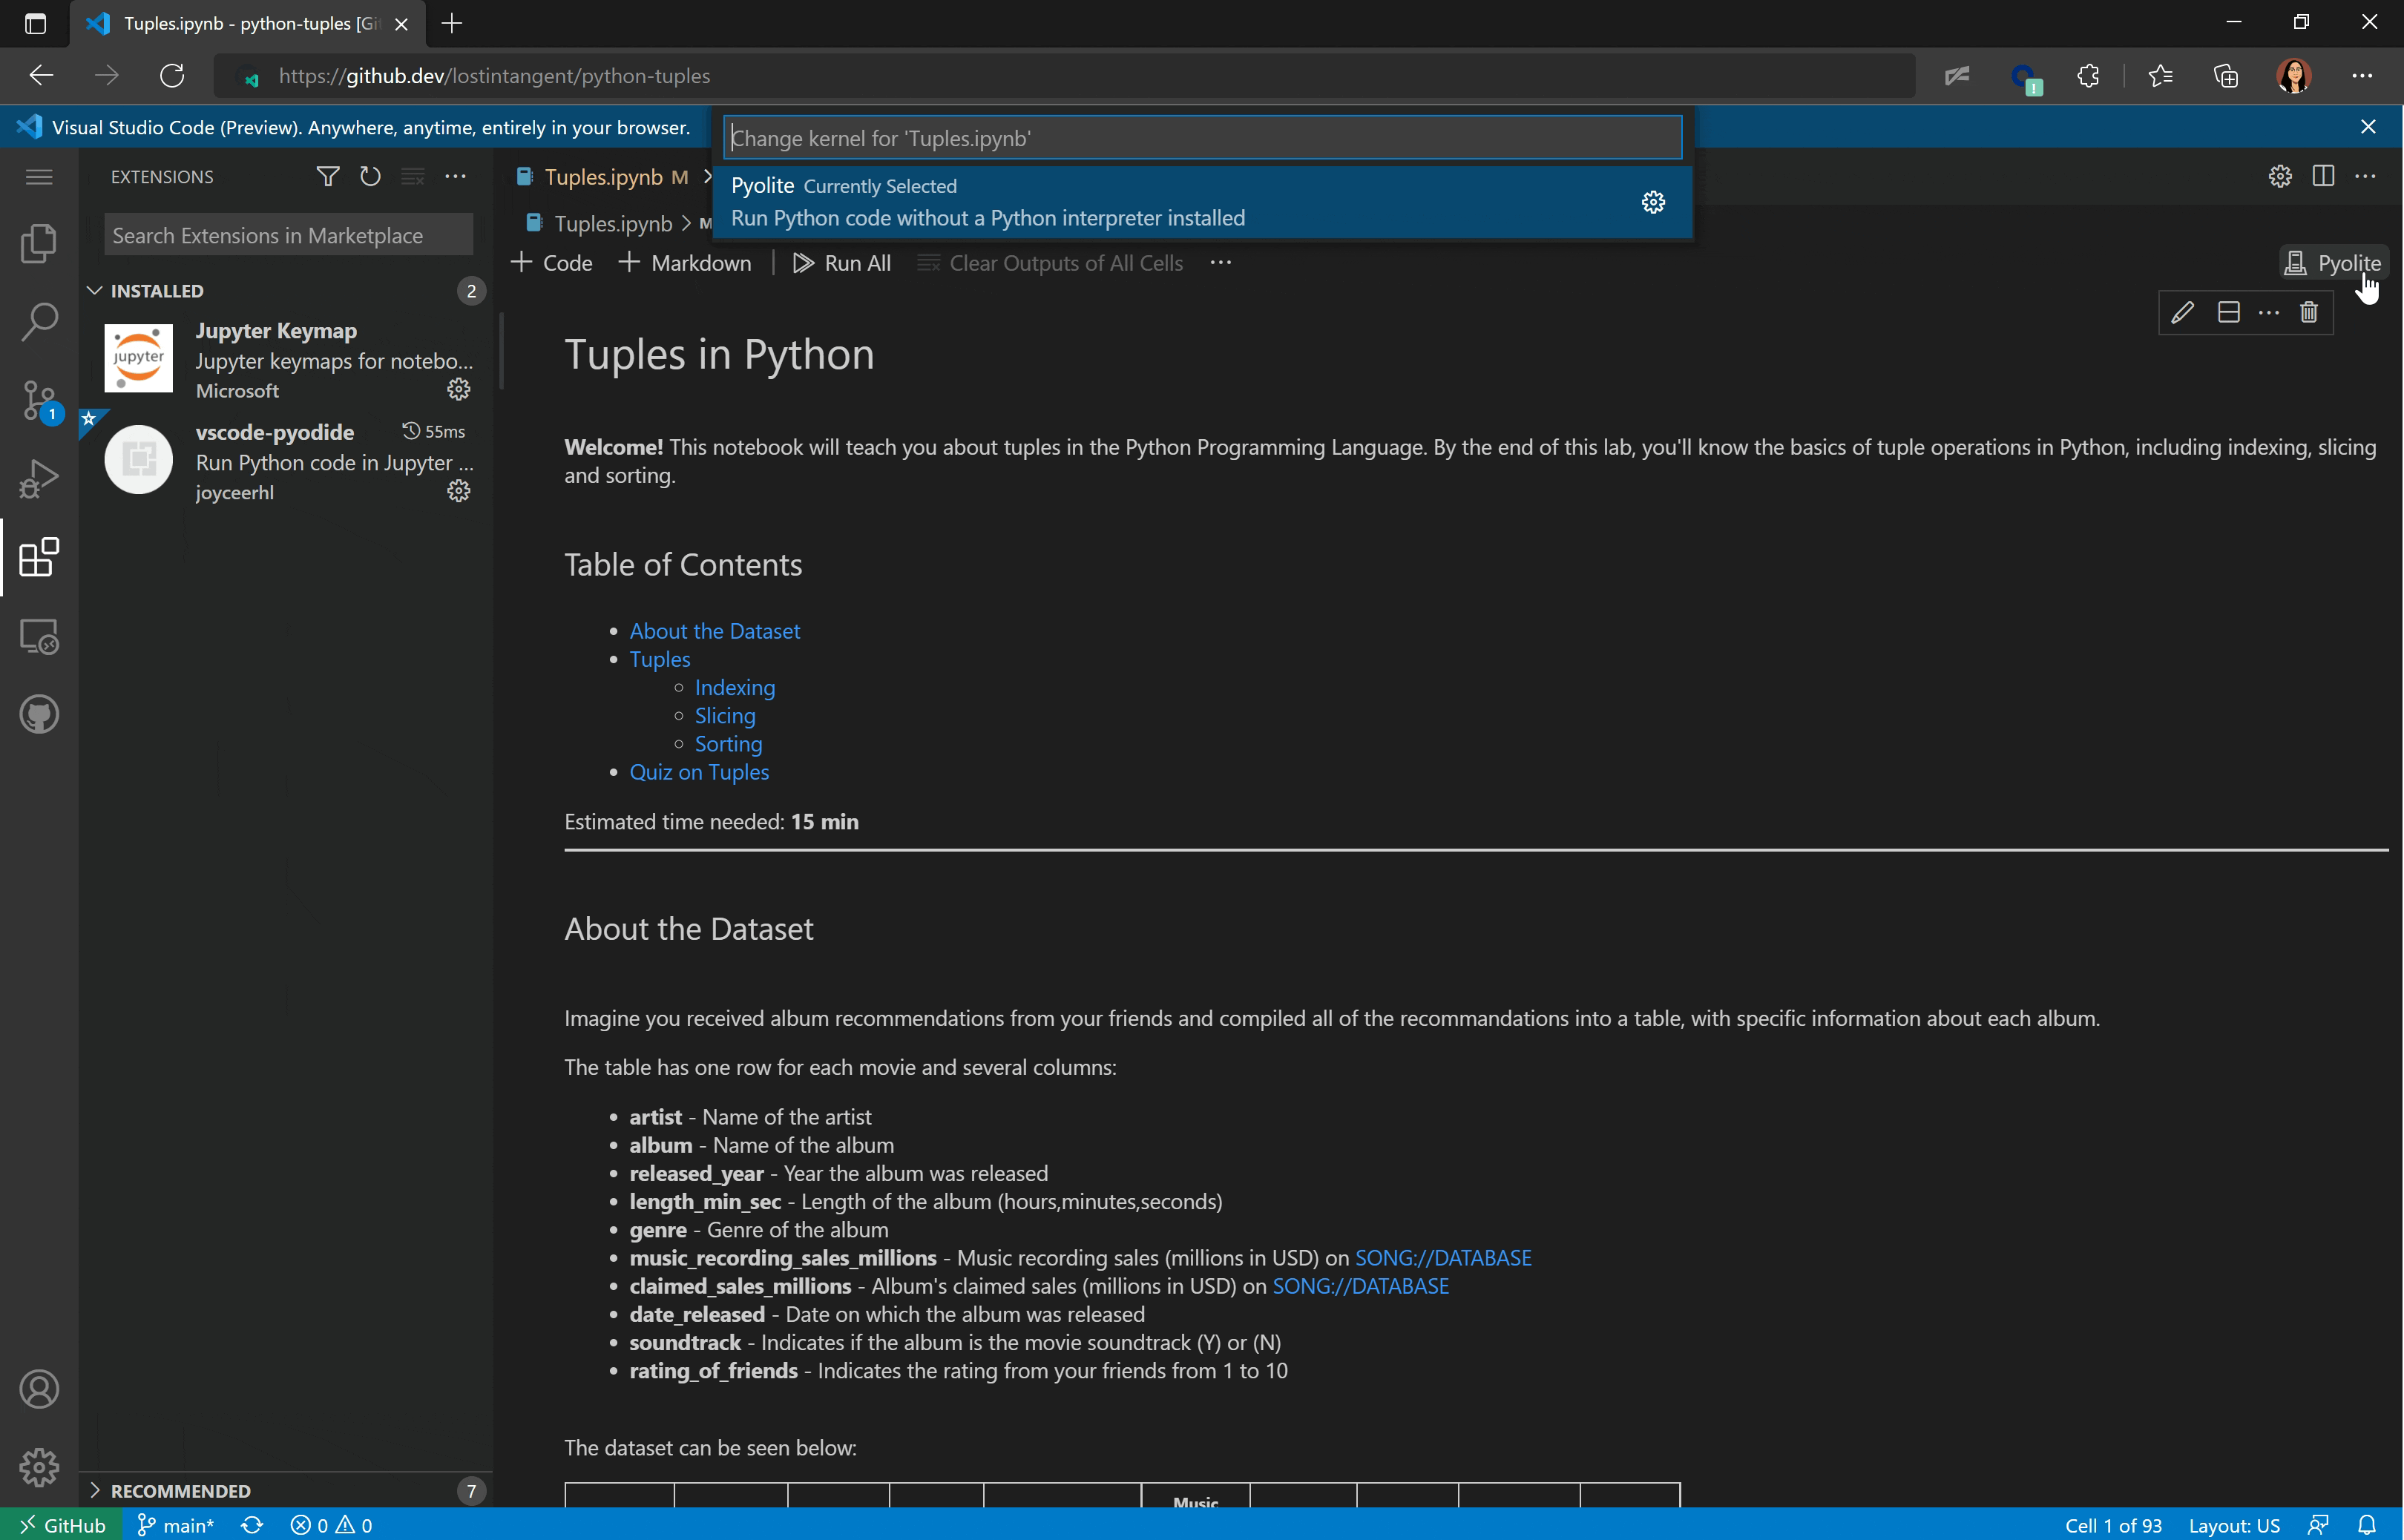 Tuples.ipynb - python-tuples [Git
https://github.dev/lostintangent/python-tuples
Visual Studio Code (Preview). Anywhere, anytime, entirely in your browser.
Change kernel for 'Tuples.ipynb'
Pyolite Currently Selected
Run Python code without a Python interpreter installed
EXTENSIONS
Search Extensions in Marketplace
INSTALLED 2
Jupyter Keymap
Jupyter keymaps for notebo...
Microsoft
jupyter
vscode-pyodide 55ms
Run Python code in Jupyter ...
joyceerhl
1
RECOMMENDED 7
Tuples.ipynb M >
Tuples.ipynb > M
+ Code + Markdown Run All Clear Outputs of All Cells ...
Pyolite
Tuples in Python
Welcome! This notebook will teach you about tuples in the Python Programming Language. By the end of this lab, you'll know the basics of tuple operations in Python, including indexing, slicing
and sorting.
Table of Contents
• About the Dataset
• Tuples
◦ Indexing
◦ Slicing
◦ Sorting
• Quiz on Tuples
Estimated time needed: 15 min
About the Dataset
Imagine you received album recommendations from your friends and compiled all of the recommandations into a table, with specific information about each album.
The table has one row for each movie and several columns:
• artist - Name of the artist
• album - Name of the album
• released_year - Year the album was released
• length_min_sec - Length of the album (hours,minutes,seconds)
• genre - Genre of the album
• music_recording_sales_millions - Music recording sales (millions in USD) on SONG://DATABASE
• claimed_sales_millions - Album's claimed sales (millions in USD) on SONG://DATABASE
• date_released - Date on which the album was released
• soundtrack - Indicates if the album is the movie soundtrack (Y) or (N)
• rating_of_friends - Indicates the rating from your friends from 1 to 10
The dataset can be seen below:
Music
GitHub main* 0 0
Cell 1 of 93 Layout: US